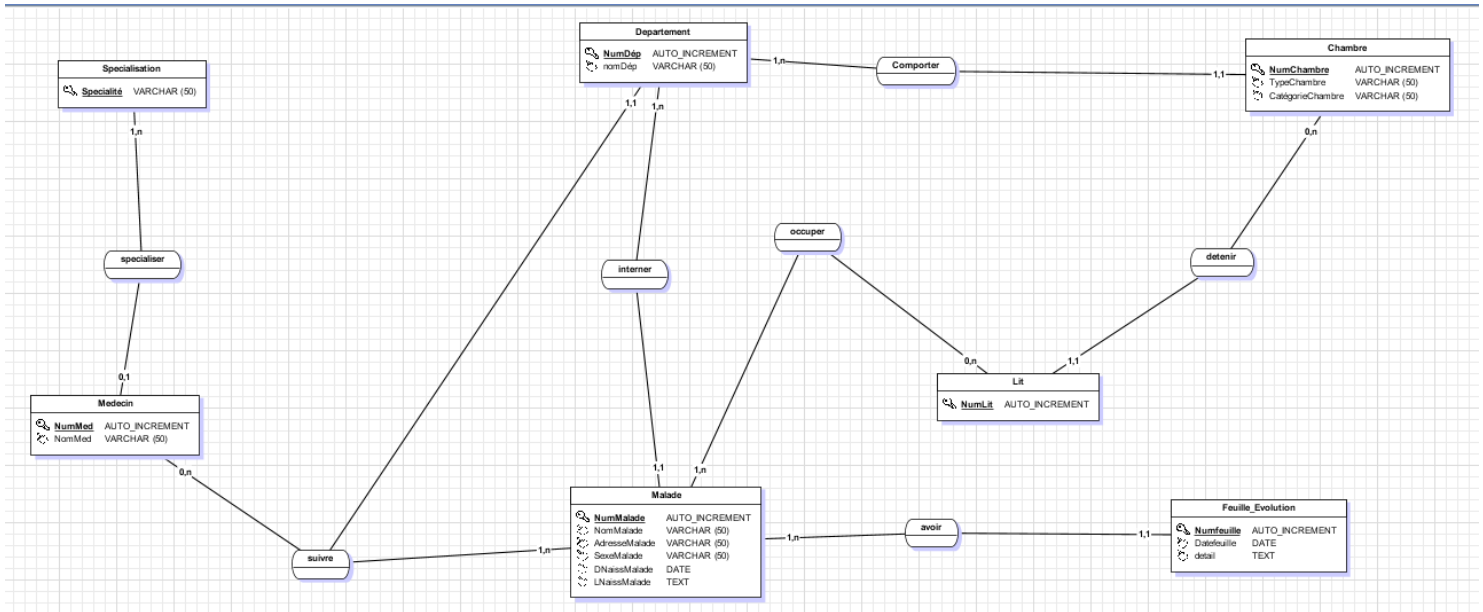 Departement
NumDép AUTO_INCREMENT
nomDép VARCHAR (50)
1,n
Comporter
1,1
Chambre
NumChambre AUTO_INCREMENT
TypeChambre VARCHAR (50)
CatégorieChambre VARCHAR (50)
Specialisation
Specialité VARCHAR (50)
1,n
1,1
1,n
0,n
specialiser
interner
occuper
detenir
0,1
0,n
1,1
Medecin
NumMed AUTO_INCREMENT
NomMed VARCHAR (50)
Lit
NumLit AUTO_INCREMENT
0,n
1,1
1,n
Malade
NumMalade AUTO_INCREMENT
NomMalade VARCHAR (50)
AdresseMalade VARCHAR (50)
SexeMalade VARCHAR (50)
DNaissMalade DATE
LNaissMalade TEXT
suivre
1,n
1,n
avoir
1,1
Feuille_Evolution
Numfeuille AUTO_INCREMENT
Datefeuille DATE
detail TEXT